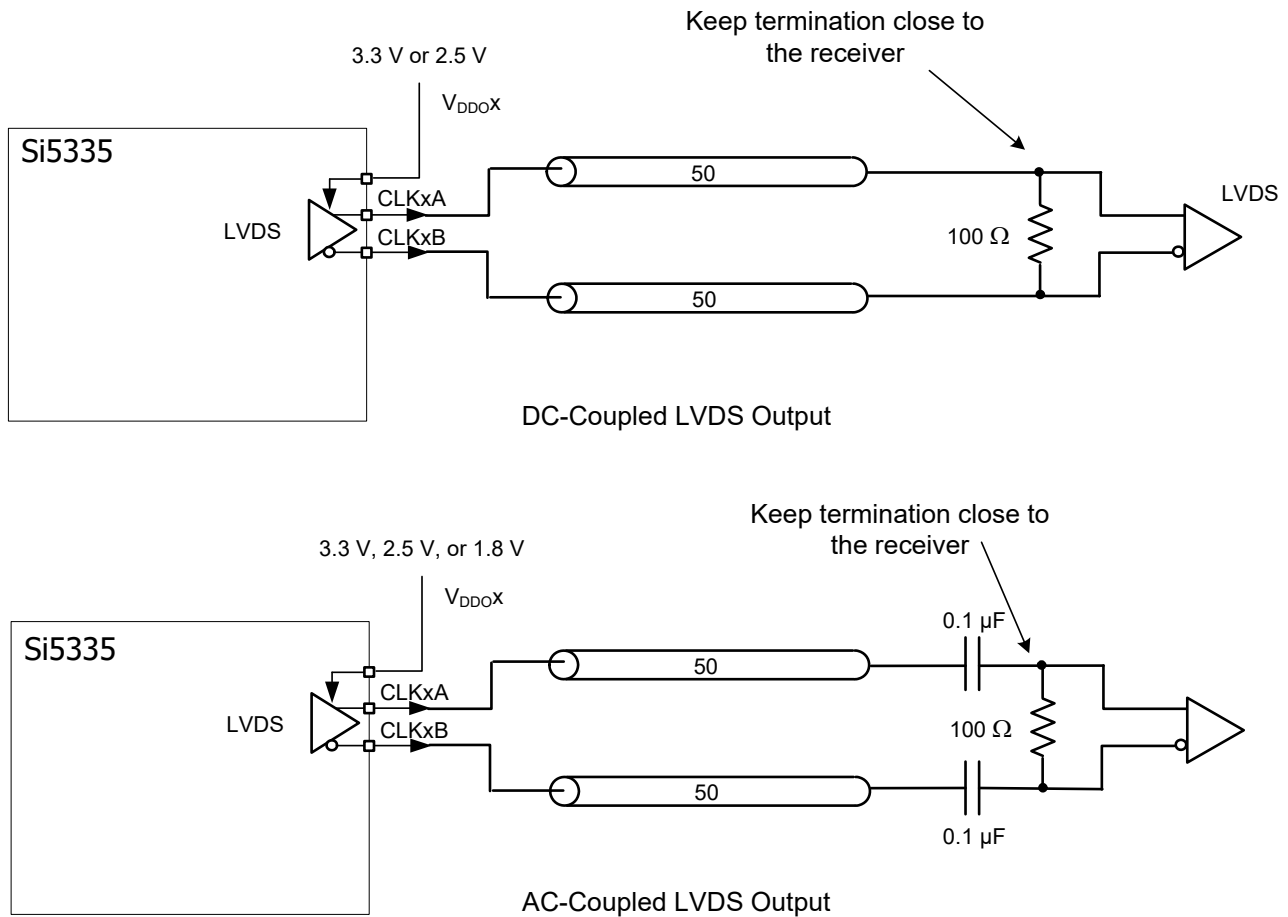 Keep termination close to
the receiver
3.3 V or 2.5 V
VDDOx
Si5335
CLKxA
LVDS
CLKxB
50
50
100 Ω
LVDS
DC-Coupled LVDS Output
Keep termination close to
the receiver
3.3 V, 2.5 V, or 1.8 V
VDDOx
Si5335
CLKxA
LVDS
CLKxB
50
50
0.1 µF
100 Ω
0.1 µF
AC-Coupled LVDS Output